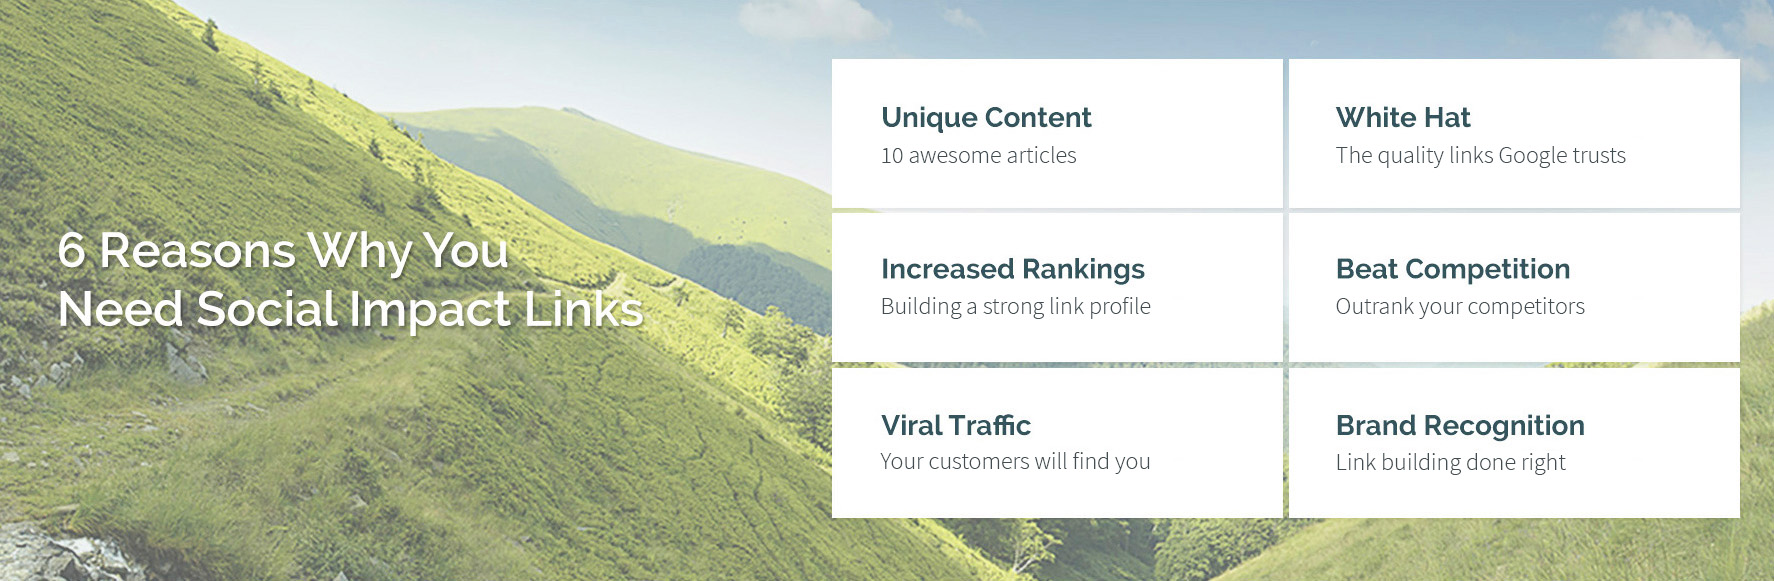 6 Reasons Why You
Need Social Impact Links
Unique Content
10 awesome articles
White Hat
The quality links Google trusts
Increased Rankings
Building a strong link profile
Beat Competition
Outrank your competitors
Viral Traffic
Your customers will find you
Brand Recognition
Link building done right